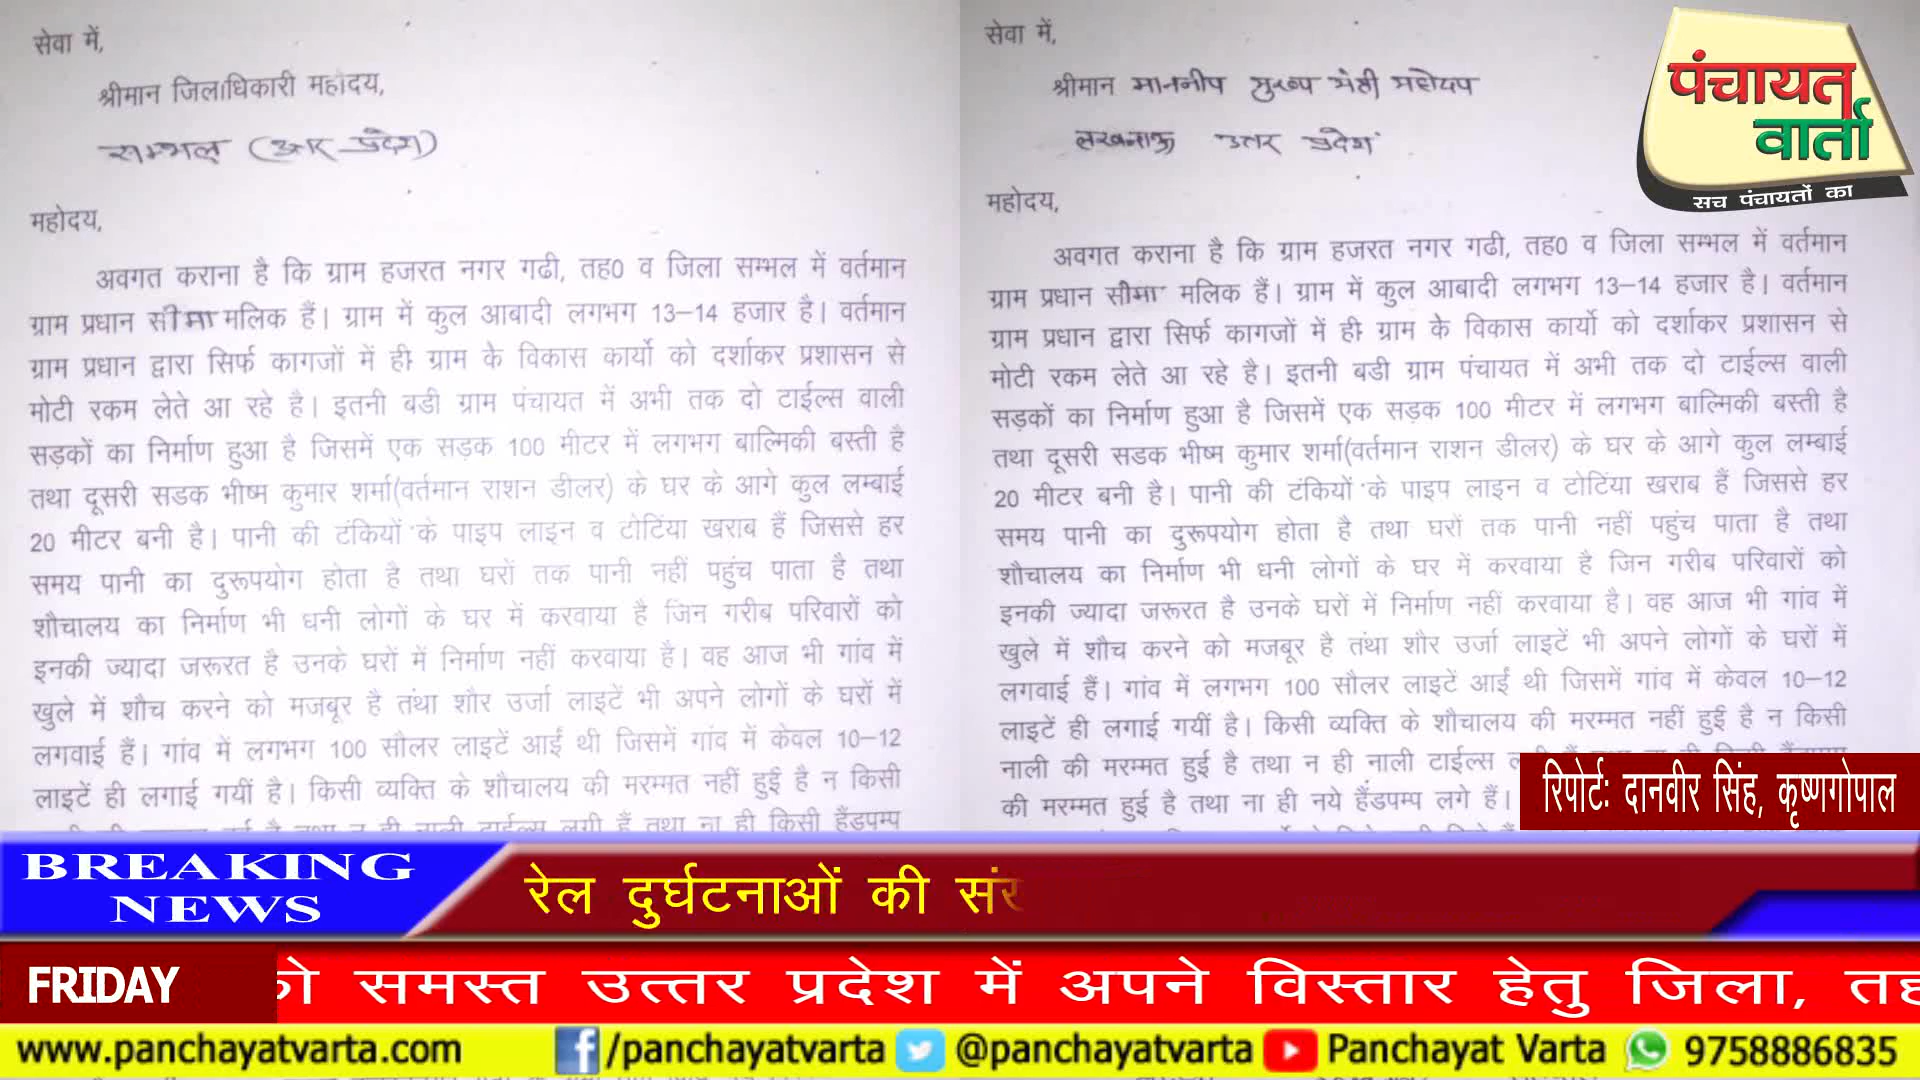 सेवा में,
श्रीमान जिलाधिकारी महोदय,
सम्भल (उ०र प्रदेश)
महोदय,
अवगत कराना है कि ग्राम हजरत नगर गढी, तह0 व जिला सम्भल में वर्तमान
ग्राम प्रधान सीमा मलिक हैं। ग्राम में कुल आबादी लगभग 13–14 हजार है। वर्तमान
ग्राम प्रधान द्वारा सिर्फ कागजों में ही ग्राम के विकास कार्यो को दर्शाकर प्रशासन से
मोटी रकम लेते आ रहे है। इतनी बडी ग्राम पंचायत में अभी तक दो टाईल्स वाली
सड़कों का निर्माण हुआ है जिसमें एक सड़क 100 मीटर में लगभग बाल्मिकी बस्ती है
तथा दूसरी सडक भीष्म कुमार शर्मा(वर्तमान राशन डीलर) के घर के आगे कुल लम्बाई
20 मीटर बनी है। पानी की टंकियों के पाइप लाइन व टोटिंया खराब हैं जिससे हर
समय पानी का दुरूपयोग होता है तथा घरों तक पानी नहीं पहुंच पाता है तथा
शौचालय का निर्माण भी धनी लोगों के घर में करवाया है जिन गरीब परिवारों को
इनकी ज्यादा जरूरत है उनके घरों में निर्माण नहीं करवाया है। वह आज भी गांव में
खुले में शौच करने को मजबूर है तंथा शौर उर्जा लाइटें भी अपने लोगों के घरों में
लगवाई हैं। गांव में लगभग 100 सौलर लाइटें आई थी जिसमें गांव में केवल 10–12
लाइटें ही लगाई गयीं है। किसी व्यक्ति के शौचालय की मरम्मत नहीं हुई है न किसी
ही नाली टाईल्स लगी हैं तथा ना ही किसी हैंडपम्प
सेवा में,
श्रीमान माननीय मुख्य मंत्री महोदय
लखनाऊ उत्तर प्रदेश
महोदय,
अवगत कराना है कि ग्राम हजरत नगर गढी, तह0 व जिला सम्भल में वर्तमान
ग्राम प्रधान सीमा मलिक हैं। ग्राम में कुल आबादी लगभग 13–14 हजार है। वर्तमान
ग्राम प्रधान द्वारा सिर्फ कागजों में ही ग्राम के विकास कार्यो को दर्शाकर प्रशासन से
मोटी रकम लेते आ रहे है। इतनी बडी ग्राम पंचायत में अभी तक दो टाईल्स वाली
सड़कों का निर्माण हुआ है जिसमें एक सड़क 100 मीटर में लगभग बाल्मिकी बस्ती है
तथा दूसरी सडक भीष्म कुमार शर्मा(वर्तमान राशन डीलर) के घर के आगे कुल लम्बाई
20 मीटर बनी है। पानी की टंकियों के पाइप लाइन व टोटिंया खराब हैं जिससे हर
समय पानी का दुरूपयोग होता है तथा घरों तक पानी नहीं पहुंच पाता है तथा
शौचालय का निर्माण भी धनी लोगों के घर में करवाया है जिन गरीब परिवारों को
इनकी ज्यादा जरूरत है उनके घरों में निर्माण नहीं करवाया है। वह आज भी गांव में
खुले में शौच करने को मजबूर है तंथा शौर उर्जा लाइटें भी अपने लोगों के घरों में
लगवाई हैं। गांव में लगभग 100 सौलर लाइटें आई थी जिसमें गांव में केवल 10–12
लाइटें ही लगाई गयीं है। किसी व्यक्ति के शौचालय की मरम्मत नहीं हुई है न किसी
नाली की मरम्मत हुई है तथा न ही नाली टाईल्स
की मरम्मत हुई है तथा ना ही नये हैंडपम्प लगे हैं।
पंचायत
वार्ता
सच पंचायतों का
रिपोर्टः दानवीर सिंह, कृष्णगोपाल
BREAKING
NEWS
रेल दुर्घटनाओं की
FRIDAY
को समस्त उत्तर प्रदेश में अपने विस्तार हेतु जिला, तह
www.panchayatvarta.com /panchayatvarta @panchayatvarta Panchayat Varta 9758886835